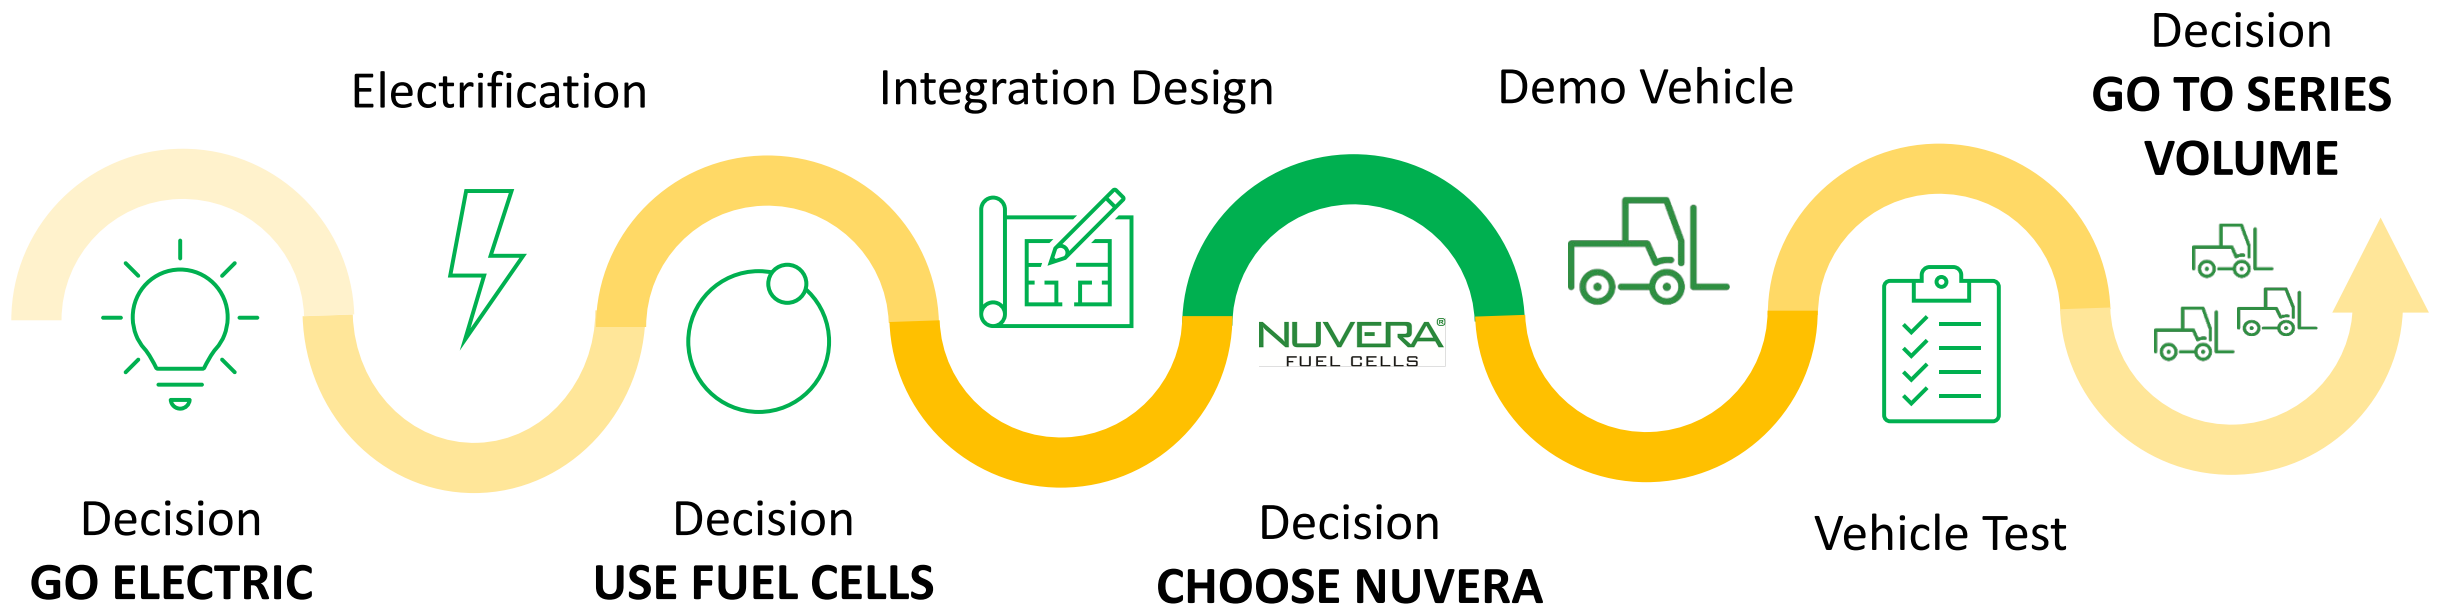 Decision
GO ELECTRIC
Electrification
Decision
USE FUEL CELLS
Integration Design
NUVERA®
FUEL CELLS
Decision
CHOOSE NUVERA
Demo Vehicle
Vehicle Test
Decision
GO TO SERIES
VOLUME